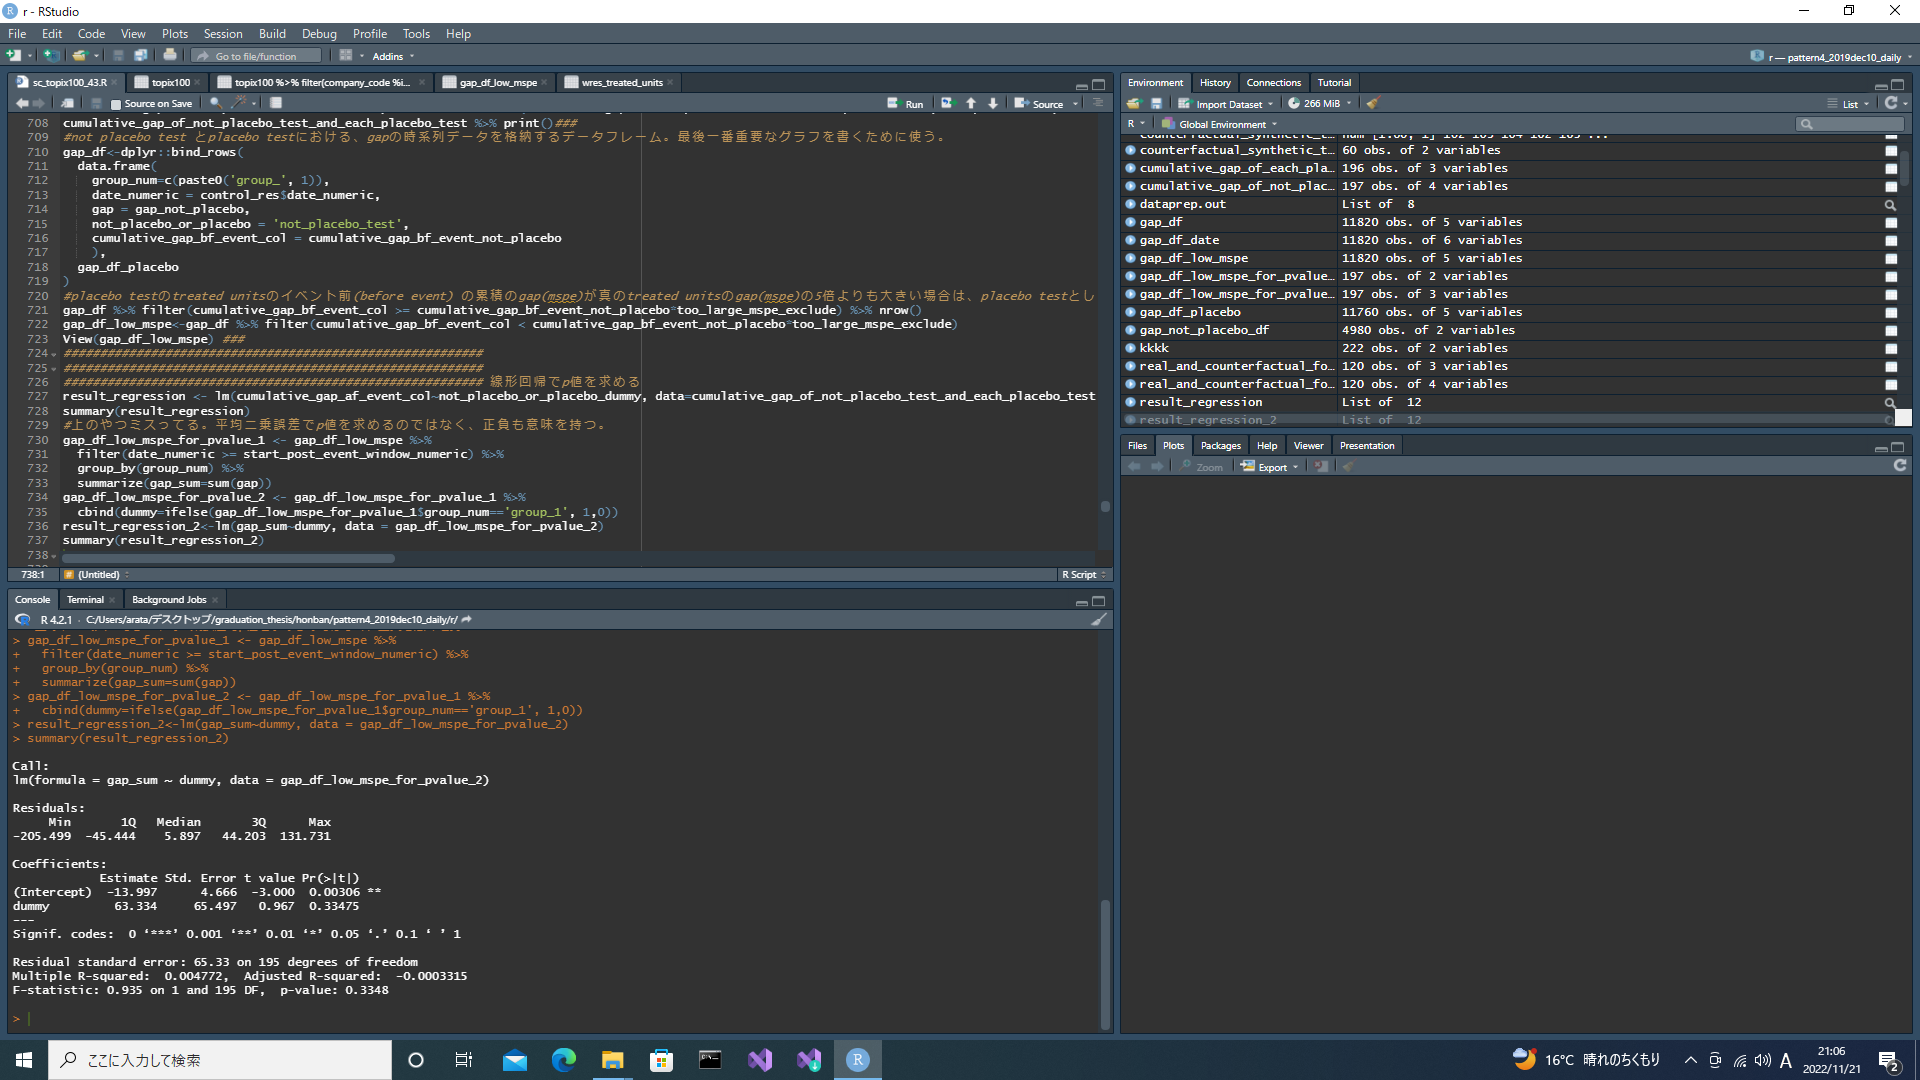 r - RStudio
File Edit Code View Plots Session Build Debug Profile Tools Help
Go to file/function Addins r — pattern4_2019dec10_daily
sc_topix100_43.R topix100 topix100 %>% filter(company_code %i... gap_df_low_mspe wres_treated_units
Source on Save Run Source
708 cumulative_gap_of_not_placebo_test_and_each_placebo_test %>% print()###
709 #not placebo test とplacebo testにおける、gapの時系列データを格納するデータフレーム。最後一番重要なグラフを書くために使う。
710 gap_df<-dplyr::bind_rows(
711 data.frame(
712 group_num=c(paste0('group_', 1)),
713 date_numeric = control_res$date_numeric,
714 gap = gap_not_placebo,
715 not_placebo_or_placebo = 'not_placebo_test',
716 cumulative_gap_bf_event_col = cumulative_gap_bf_event_not_placebo
717 ),
718 gap_df_placebo
719 )
720 #placebo testのtreated unitsのイベント前(before event) の累積のgap(mspe)が真のtreated unitsのgap(mspe)の5倍よりも大きい場合は、placebo testとし
721 gap_df %>% filter(cumulative_gap_bf_event_col >= cumulative_gap_bf_event_not_placebo*too_large_mspe_exclude) %>% nrow()
722 gap_df_low_mspe<-gap_df %>% filter(cumulative_gap_bf_event_col < cumulative_gap_bf_event_not_placebo*too_large_mspe_exclude)
723 View(gap_df_low_mspe) ###
724 ##########################################################
725 ##########################################################
726 ########################################################## 線形回帰でp値を求める
727 result_regression <- lm(cumulative_gap_af_event_col~not_placebo_or_placebo_dummy, data=cumulative_gap_of_not_placebo_test_and_each_placebo_test
728 summary(result_regression)
729 #上のやつミスってる。平均二乗誤差でp値を求めるのではなく、正負も意味を持つ。
730 gap_df_low_mspe_for_pvalue_1 <- gap_df_low_mspe %>%
731 filter(date_numeric >= start_post_event_window_numeric) %>%
732 group_by(group_num) %>%
733 summarize(gap_sum=sum(gap))
734 gap_df_low_mspe_for_pvalue_2 <- gap_df_low_mspe_for_pvalue_1 %>%
735 cbind(dummy=ifelse(gap_df_low_mspe_for_pvalue_1$group_num=='group_1', 1,0))
736 result_regression_2<-lm(gap_sum~dummy, data = gap_df_low_mspe_for_pvalue_2)
737 summary(result_regression_2)
738
738:1 (Untitled) R Script
Console Terminal Background Jobs
R 4.2.1 · C:/Users/arata/デスクトップ/graduation_thesis/honban/pattern4_2019dec10_daily/r/
> gap_df_low_mspe_for_pvalue_1 <- gap_df_low_mspe %>%
+ filter(date_numeric >= start_post_event_window_numeric) %>%
+ group_by(group_num) %>%
+ summarize(gap_sum=sum(gap))
> gap_df_low_mspe_for_pvalue_2 <- gap_df_low_mspe_for_pvalue_1 %>%
+ cbind(dummy=ifelse(gap_df_low_mspe_for_pvalue_1$group_num=='group_1', 1,0))
> result_regression_2<-lm(gap_sum~dummy, data = gap_df_low_mspe_for_pvalue_2)
> summary(result_regression_2)
Call:
lm(formula = gap_sum ~ dummy, data = gap_df_low_mspe_for_pvalue_2)
Residuals:
Min 1Q Median 3Q Max
-205.499 -45.444 5.897 44.203 131.731
Coefficients:
Estimate Std. Error t value Pr(>|t|)
(Intercept) -13.997 4.666 -3.000 0.00306 **
dummy 63.334 65.497 0.967 0.33475
---
Signif. codes: 0 ‘***’ 0.001 ‘**’ 0.01 ‘*’ 0.05 ‘.’ 0.1 ‘ ’ 1
Residual standard error: 65.33 on 195 degrees of freedom
Multiple R-squared: 0.004772, Adjusted R-squared: -0.0003315
F-statistic: 0.935 on 1 and 195 DF, p-value: 0.3348
>
Environment History Connections Tutorial
Import Dataset 266 MiB List
R Global Environment
counterfactual_synthetic_t… 60 obs. of 2 variables
cumulative_gap_of_each_pla… 196 obs. of 3 variables
cumulative_gap_of_not_plac… 197 obs. of 4 variables
dataprep.out List of 8
gap_df 11820 obs. of 5 variables
gap_df_date 11820 obs. of 6 variables
gap_df_low_mspe 11820 obs. of 5 variables
gap_df_low_mspe_for_pvalue… 197 obs. of 2 variables
gap_df_low_mspe_for_pvalue… 197 obs. of 3 variables
gap_df_placebo 11760 obs. of 5 variables
gap_not_placebo_df 4980 obs. of 2 variables
kkkk 222 obs. of 2 variables
real_and_counterfactual_fo… 120 obs. of 3 variables
real_and_counterfactual_fo… 120 obs. of 4 variables
result_regression List of 12
result_regression_2 List of 12
Files Plots Packages Help Viewer Presentation
Zoom Export
ここに入力して検索
16°C 晴れのちくもり A 21:06
2022/11/21 2